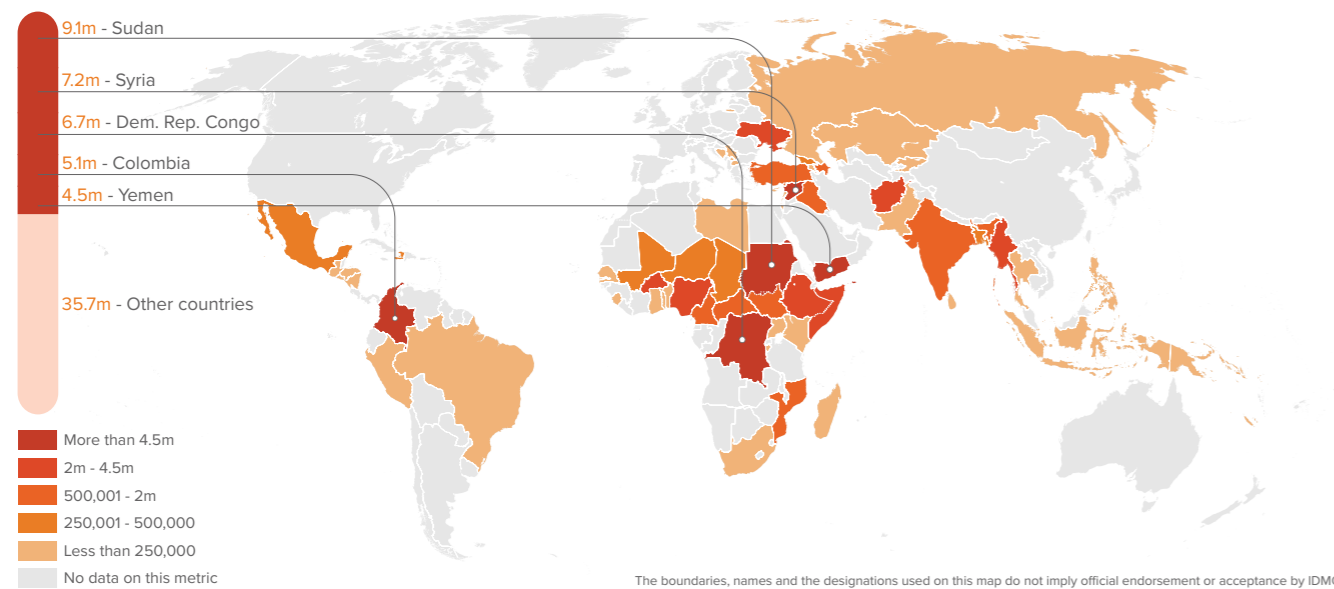 9.1m - Sudan
7.2m - Syria
6.7m - Dem. Rep. Congo
5.1m - Colombia
4.5m - Yemen
35.7m - Other countries
More than 4.5m
2m - 4.5m
500,001 - 2m
250,001 - 500,000
Less than 250,000
No data on this metric
The boundaries, names and the designations used on this map do not imply official endorsement or acceptance by IDMC